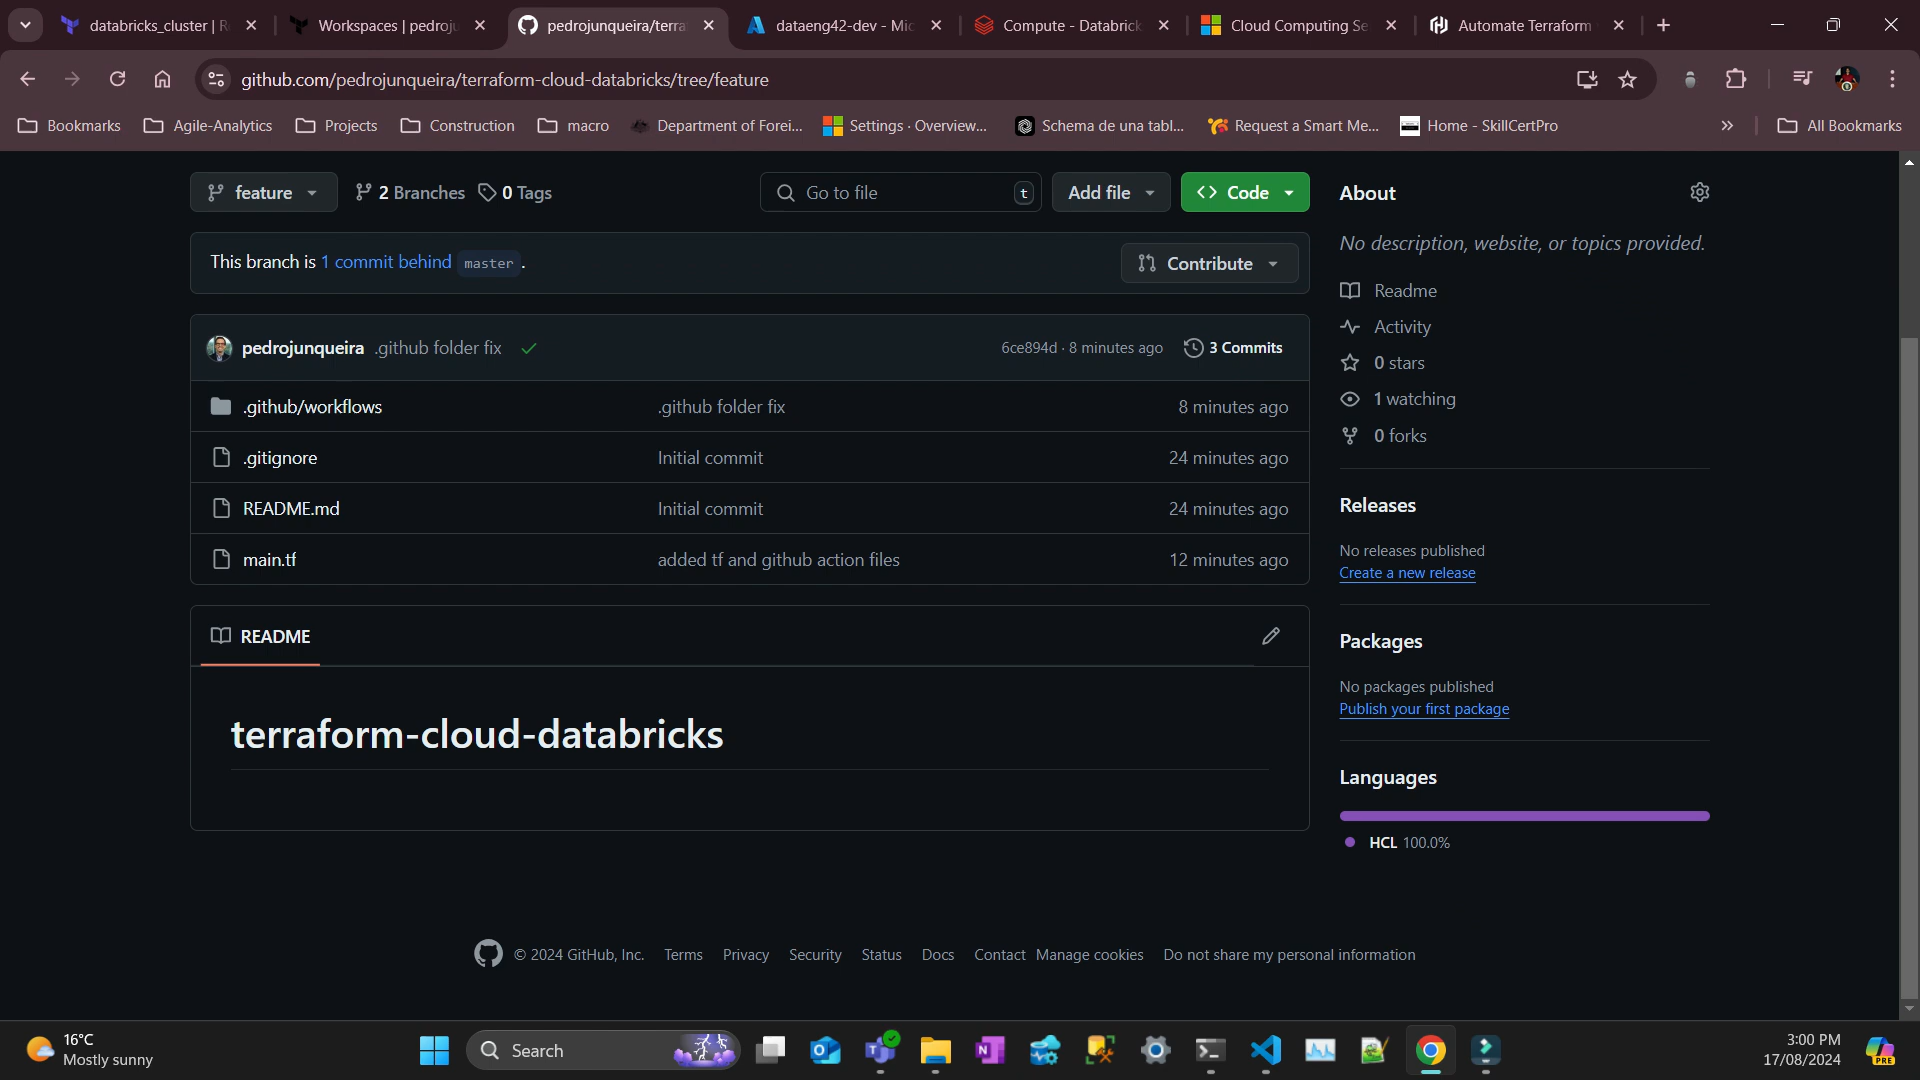 databricks_cluster | R
Workspaces | pedroju
pedrojunqueira/terra
dataeng42-dev - Mic
Compute - Databrick
Cloud Computing Se
Automate Terraform
github.com/pedrojunqueira/terraform-cloud-databricks/tree/feature
Bookmarks
Agile-Analytics
Projects
Construction
macro
Department of Forei...
Settings · Overview...
Schema de una tabl...
Request a Smart Me...
Home - SkillCertPro
All Bookmarks
feature
2 Branches
0 Tags
Go to file
t
Add file
Code
This branch is 1 commit behind master .
Contribute
pedrojunqueira .github folder fix
6ce894d · 8 minutes ago
3 Commits
.github/workflows .github folder fix 8 minutes ago
.gitignore Initial commit 24 minutes ago
README.md Initial commit 24 minutes ago
main.tf added tf and github action files 12 minutes ago
README
terraform-cloud-databricks
About
No description, website, or topics provided.
Readme
Activity
0 stars
1 watching
0 forks
Releases
No releases published
Create a new release
Packages
No packages published
Publish your first package
Languages
HCL 100.0%
© 2024 GitHub, Inc. Terms Privacy Security Status Docs Contact Manage cookies Do not share my personal information
16°C
Mostly sunny
Search
3:00 PM
17/08/2024
PRE